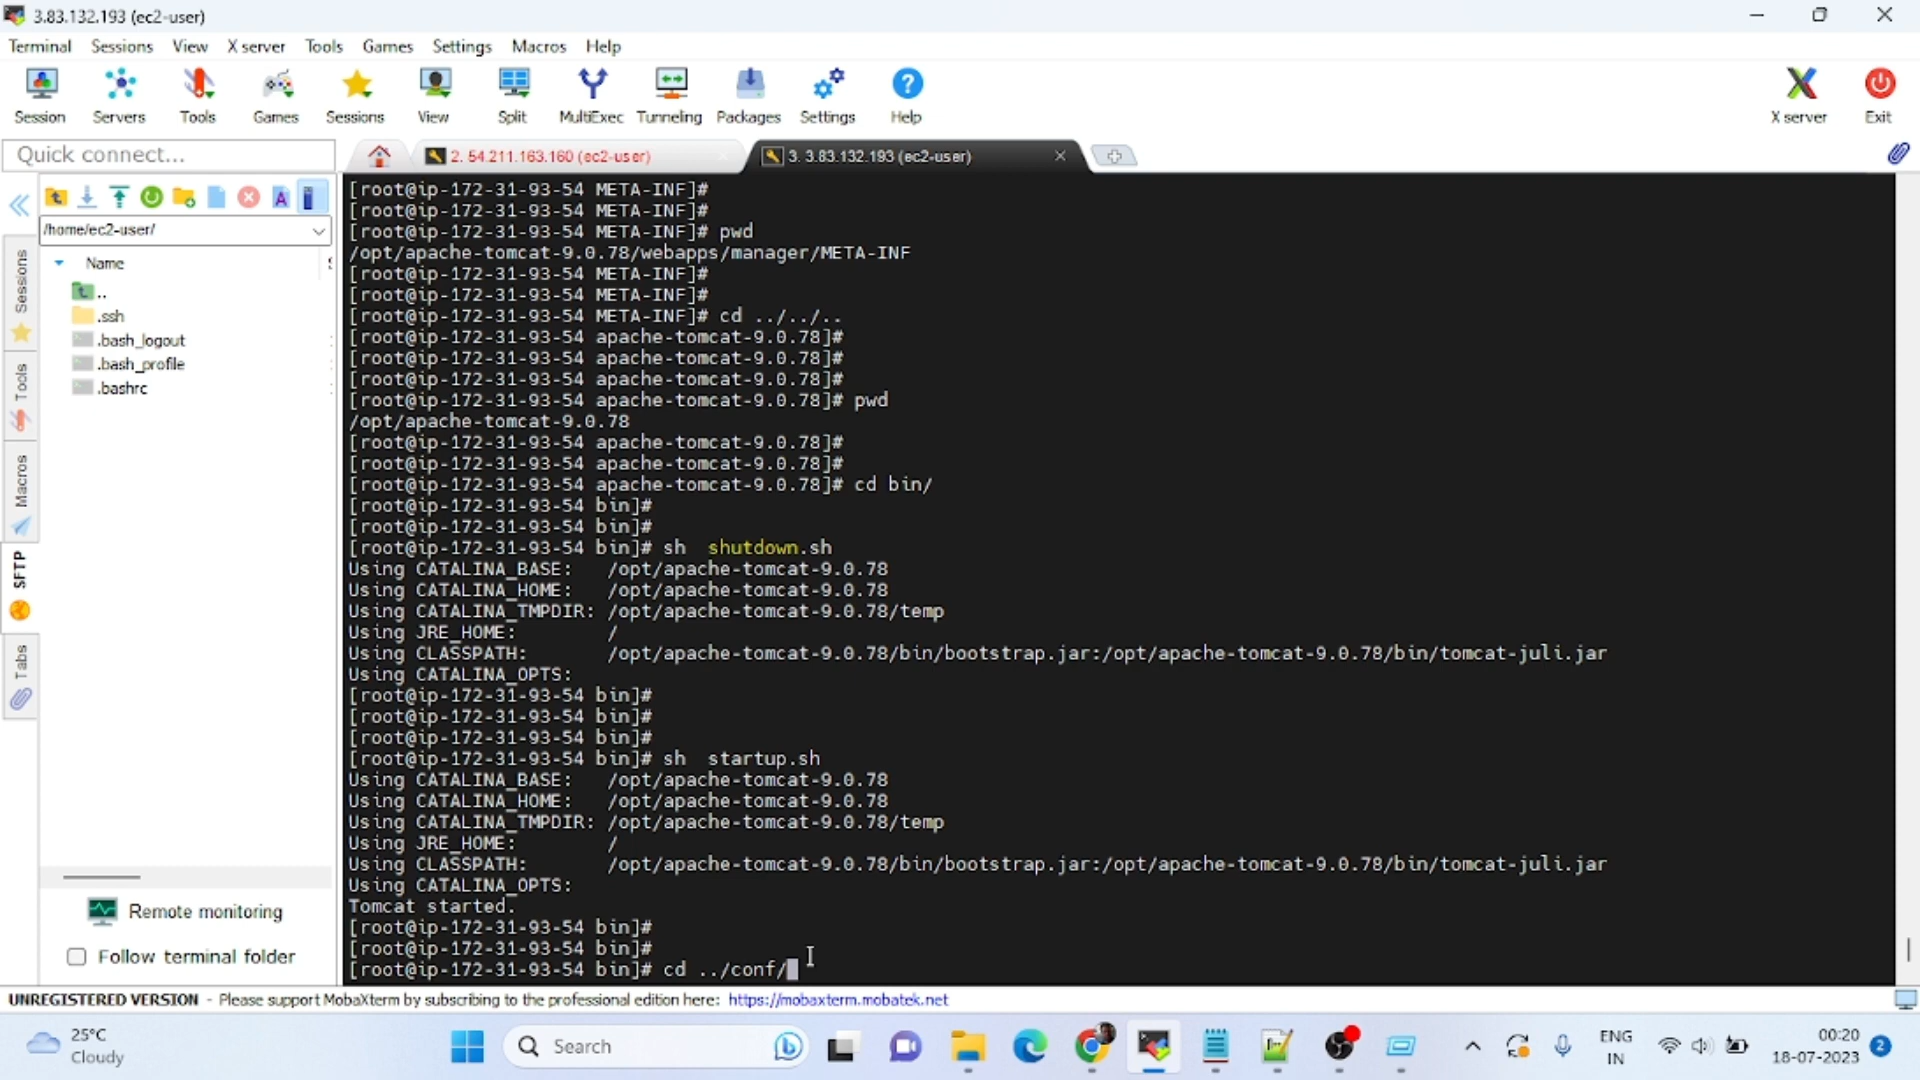 3.83.132.193 (ec2-user)
Terminal Sessions View X server Tools Games Settings Macros Help
Session Servers Tools Games Sessions View Split MultiExec Tunneling Packages Settings Help X server Exit
Quick connect...
2. 54.211.163.160 (ec2-user)
3. 3.83.132.193 (ec2-user)
/home/ec2-user/
Name
..
.ssh
.bash_logout
.bash_profile
.bashrc
Sessions
Tools
Macros
SFTP
Tabs
Remote monitoring
Follow terminal folder
[root@ip-172-31-93-54 META-INF]#
[root@ip-172-31-93-54 META-INF]#
[root@ip-172-31-93-54 META-INF]# pwd
/opt/apache-tomcat-9.0.78/webapps/manager/META-INF
[root@ip-172-31-93-54 META-INF]#
[root@ip-172-31-93-54 META-INF]#
[root@ip-172-31-93-54 META-INF]# cd ../../..
[root@ip-172-31-93-54 apache-tomcat-9.0.78]#
[root@ip-172-31-93-54 apache-tomcat-9.0.78]#
[root@ip-172-31-93-54 apache-tomcat-9.0.78]#
[root@ip-172-31-93-54 apache-tomcat-9.0.78]# pwd
/opt/apache-tomcat-9.0.78
[root@ip-172-31-93-54 apache-tomcat-9.0.78]#
[root@ip-172-31-93-54 apache-tomcat-9.0.78]#
[root@ip-172-31-93-54 apache-tomcat-9.0.78]# cd bin/
[root@ip-172-31-93-54 bin]#
[root@ip-172-31-93-54 bin]#
[root@ip-172-31-93-54 bin]# sh  shutdown.sh
Using CATALINA_BASE:   /opt/apache-tomcat-9.0.78
Using CATALINA_HOME:   /opt/apache-tomcat-9.0.78
Using CATALINA_TMPDIR: /opt/apache-tomcat-9.0.78/temp
Using JRE_HOME:        /
Using CLASSPATH:       /opt/apache-tomcat-9.0.78/bin/bootstrap.jar:/opt/apache-tomcat-9.0.78/bin/tomcat-juli.jar
Using CATALINA_OPTS:
[root@ip-172-31-93-54 bin]#
[root@ip-172-31-93-54 bin]#
[root@ip-172-31-93-54 bin]#
[root@ip-172-31-93-54 bin]# sh  startup.sh
Using CATALINA_BASE:   /opt/apache-tomcat-9.0.78
Using CATALINA_HOME:   /opt/apache-tomcat-9.0.78
Using CATALINA_TMPDIR: /opt/apache-tomcat-9.0.78/temp
Using JRE_HOME:        /
Using CLASSPATH:       /opt/apache-tomcat-9.0.78/bin/bootstrap.jar:/opt/apache-tomcat-9.0.78/bin/tomcat-juli.jar
Using CATALINA_OPTS:
Tomcat started.
[root@ip-172-31-93-54 bin]#
[root@ip-172-31-93-54 bin]#
[root@ip-172-31-93-54 bin]# cd ../conf/
UNREGISTERED VERSION - Please support MobaXterm by subscribing to the professional edition here: https://mobaxterm.mobatek.net
25°C
Cloudy
Search
ENG
IN
00:20
18-07-2023
2